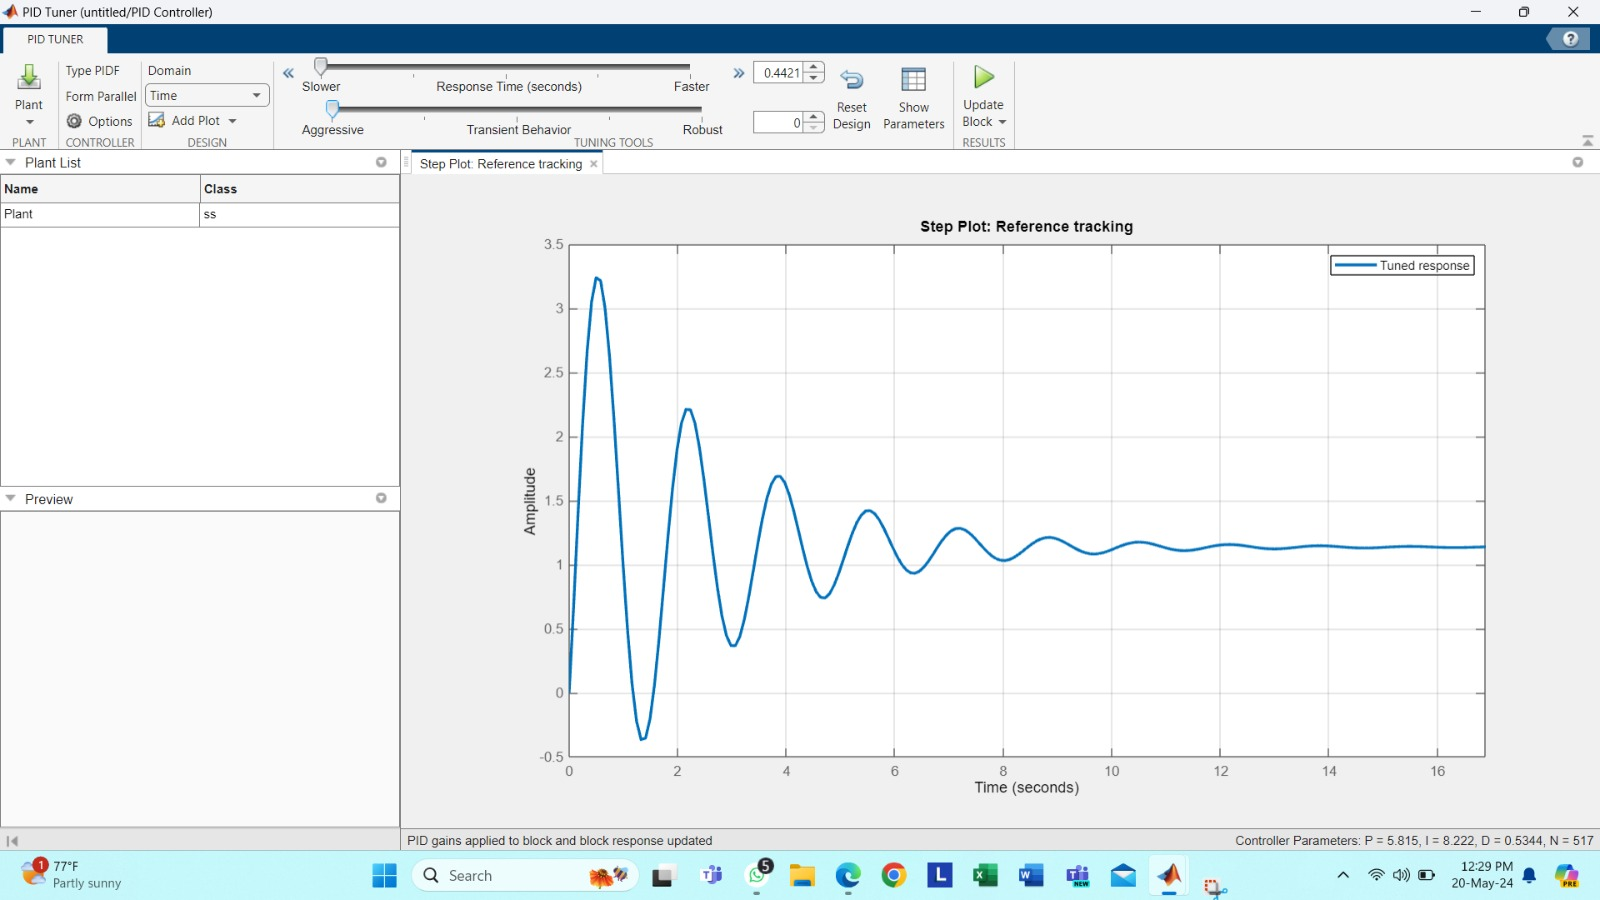 PID Tuner (untitled/PID Controller)
PID TUNER
Plant
PLANT
Type PIDF
Form Parallel
Options
CONTROLLER
Domain
Time
Add Plot
DESIGN
Slower
Response Time (seconds)
Faster
0.4421
Aggressive
Transient Behavior
Robust
0
TUNING TOOLS
Reset
Design
Show
Parameters
Update
Block
RESULTS
Plant List
Name Class
Plant ss
Preview
Step Plot: Reference tracking
Step Plot: Reference tracking
Tuned response
3.5
3
2.5
2
1.5
1
0.5
0
-0.5
Amplitude
0 2 4 6 8 10 12 14 16
Time (seconds)
PID gains applied to block and block response updated
Controller Parameters: P = 5.815, I = 8.222, D = 0.5344, N = 517
1
77°F
Partly sunny
Search
5
L
NEW
12:29 PM
20-May-24
PRE